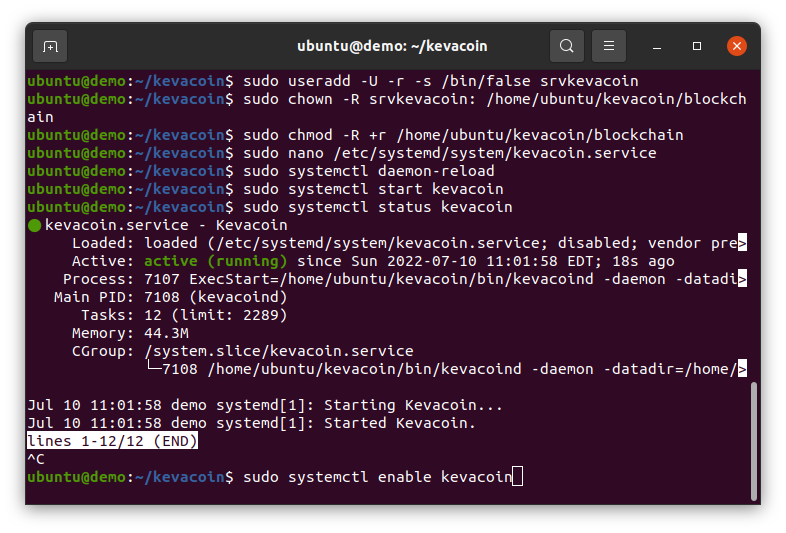 ubuntu@demo: ~/kevacoin
ubuntu@demo:~/kevacoin$ sudo useradd -U -r -s /bin/false srvkevacoin
ubuntu@demo:~/kevacoin$ sudo chown -R srvkevacoin: /home/ubuntu/kevacoin/blockch
ain
ubuntu@demo:~/kevacoin$ sudo chmod -R +r /home/ubuntu/kevacoin/blockchain
ubuntu@demo:~/kevacoin$ sudo nano /etc/systemd/system/kevacoin.service
ubuntu@demo:~/kevacoin$ sudo systemctl daemon-reload
ubuntu@demo:~/kevacoin$ sudo systemctl start kevacoin
ubuntu@demo:~/kevacoin$ sudo systemctl status kevacoin
● kevacoin.service - Kevacoin
     Loaded: loaded (/etc/systemd/system/kevacoin.service; disabled; vendor pre>
     Active: active (running) since Sun 2022-07-10 11:01:58 EDT; 18s ago
    Process: 7107 ExecStart=/home/ubuntu/kevacoin/bin/kevacoind -daemon -datadi>
   Main PID: 7108 (kevacoind)
      Tasks: 12 (limit: 2289)
     Memory: 44.3M
     CGroup: /system.slice/kevacoin.service
             └─7108 /home/ubuntu/kevacoin/bin/kevacoind -daemon -datadir=/home/>
Jul 10 11:01:58 demo systemd[1]: Starting Kevacoin...
Jul 10 11:01:58 demo systemd[1]: Started Kevacoin.
lines 1-12/12 (END)
^C
ubuntu@demo:~/kevacoin$ sudo systemctl enable kevacoin